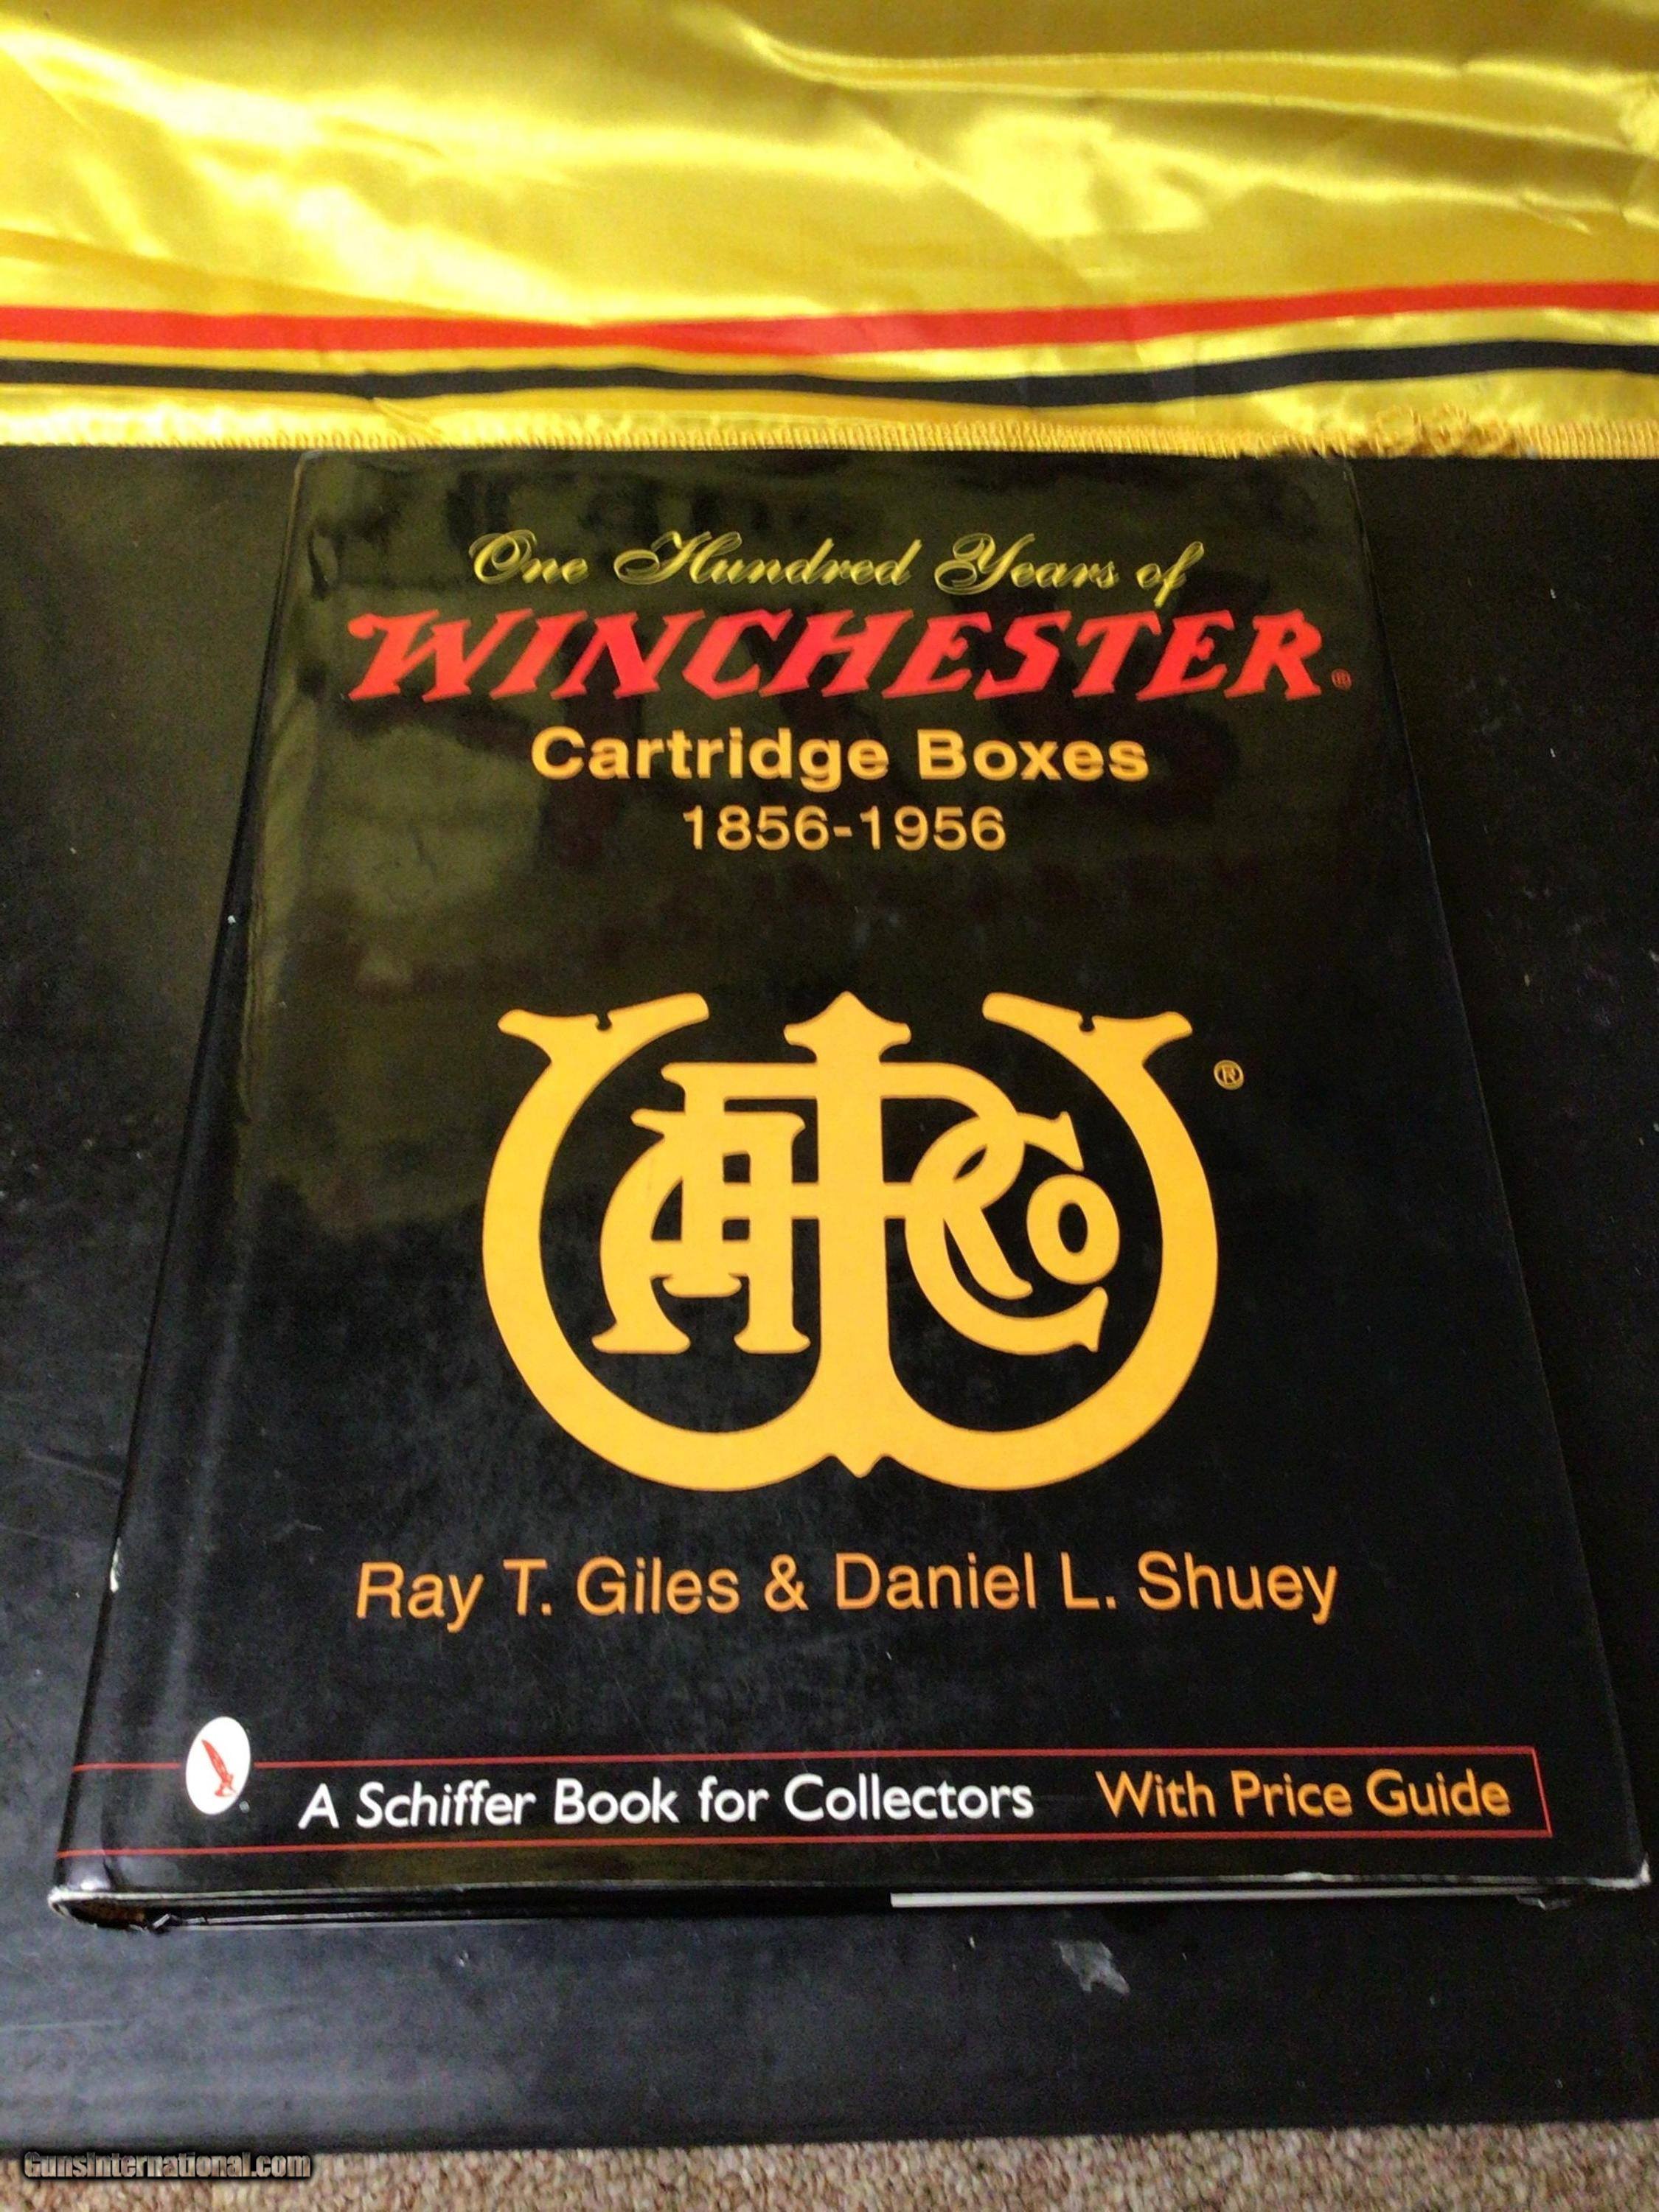 One Hundred Years of
WINCHESTER®
Cartridge Boxes
1856-1956
WARACo ®
Ray T. Giles & Daniel L. Shuey
A Schiffer Book for Collectors With Price Guide
GunsInternational.com